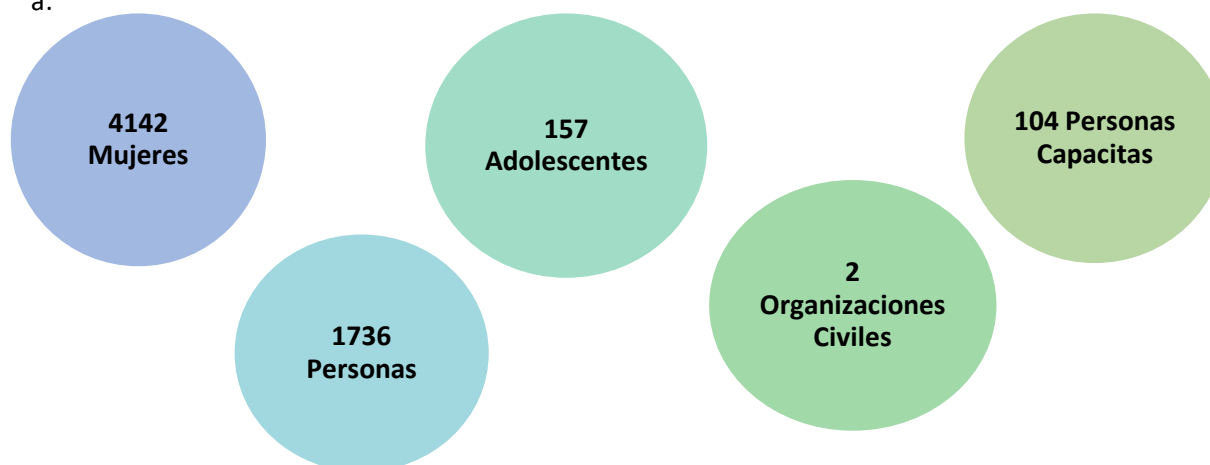 a:
4142
Mujeres
1736
Personas
157
Adolescentes
2
Organizaciones
Civiles
104 Personas
Capacitas